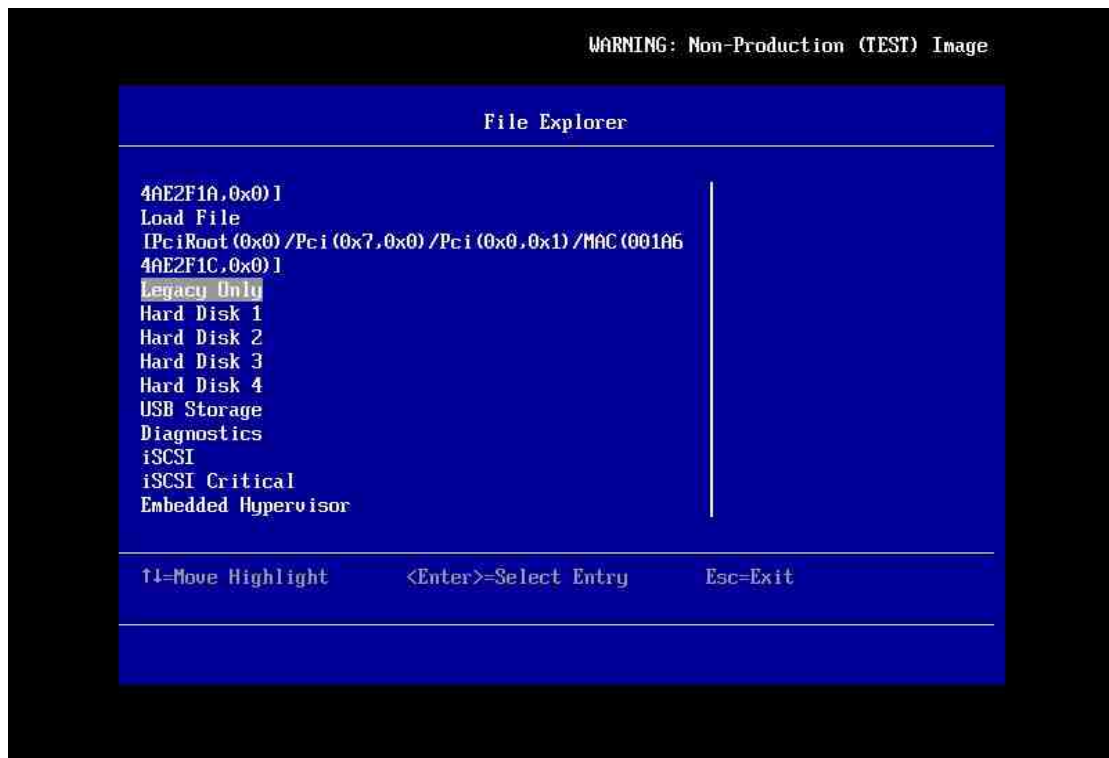 WARNING: Non-Production (TEST) Image
File Explorer
4AE2F1A,0x0)]
Load File
[PciRoot(0x0)/Pci(0x7,0x0)/Pci(0x0,0x1)/MAC(001A6
4AE2F1C,0x0)]
Legacy Only
Hard Disk 1
Hard Disk 2
Hard Disk 3
Hard Disk 4
USB Storage
Diagnostics
iSCSI
iSCSI Critical
Embedded Hypervisor
↑↓=Move Highlight <Enter>=Select Entry Esc=Exit